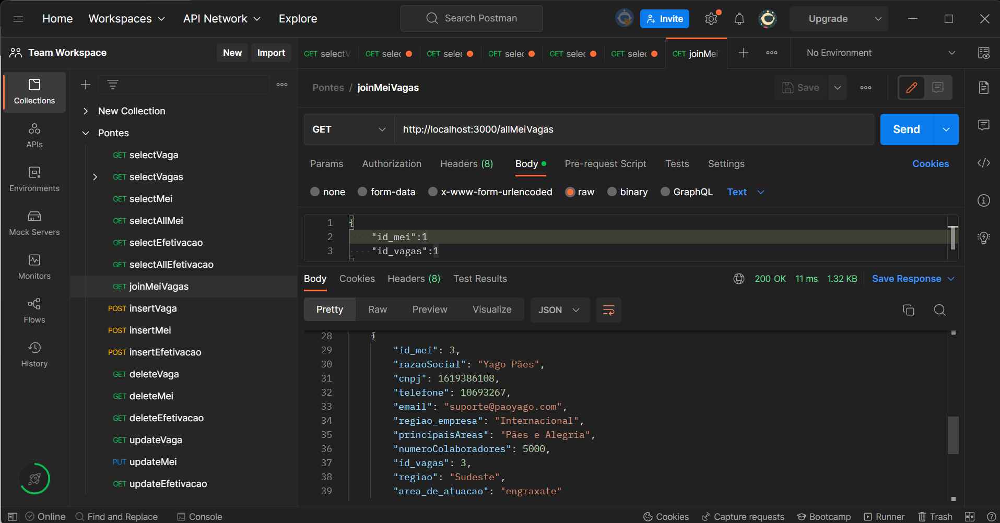 Home Workspaces API Network Explore Search Postman Invite Upgrade
Team Workspace New Import
GET selectV GET selec GET selec GET selec GET selec GET selec GET joinMei No Environment
Collections
APIs
Environments
Mock Servers
Monitors
Flows
History
New Collection
Pontes
GET selectVaga
GET selectVagas
GET selectMei
GET selectAllMei
GET selectEfetivacao
GET selectAllEfetivacao
GET joinMeiVagas
POST insertVaga
POST insertMei
POST insertEfetivacao
GET deleteVaga
GET deleteMei
GET deleteEfetivacao
GET updateVaga
PUT updateMei
GET updateEfetivacao
Pontes / joinMeiVagas Save
GET http://localhost:3000/allMeiVagas Send
Params Authorization Headers (8) Body Pre-request Script Tests Settings Cookies
none form-data x-www-form-urlencoded raw binary GraphQL Text
1 {
2 "id_mei":1
3 "id_vagas":1
Body Cookies Headers (8) Test Results 200 OK 11 ms 1.32 KB Save Response
Pretty Raw Preview Visualize JSON
28 {
29 "id_mei": 3,
30 "razaoSocial": "Yago Pães",
31 "cnpj": 1619386108,
32 "telefone": 10693267,
33 "email": "suporte@paoyago.com",
34 "regiao_empresa": "Internacional",
35 "principaisAreas": "Pães e Alegria",
36 "numeroColaboradores": 5000,
37 "id_vagas": 3,
38 "regiao": "Sudeste",
39 "area_de_atuacao": "engraxate"
Online Find and Replace Console Cookies Capture requests Bootcamp Runner Trash